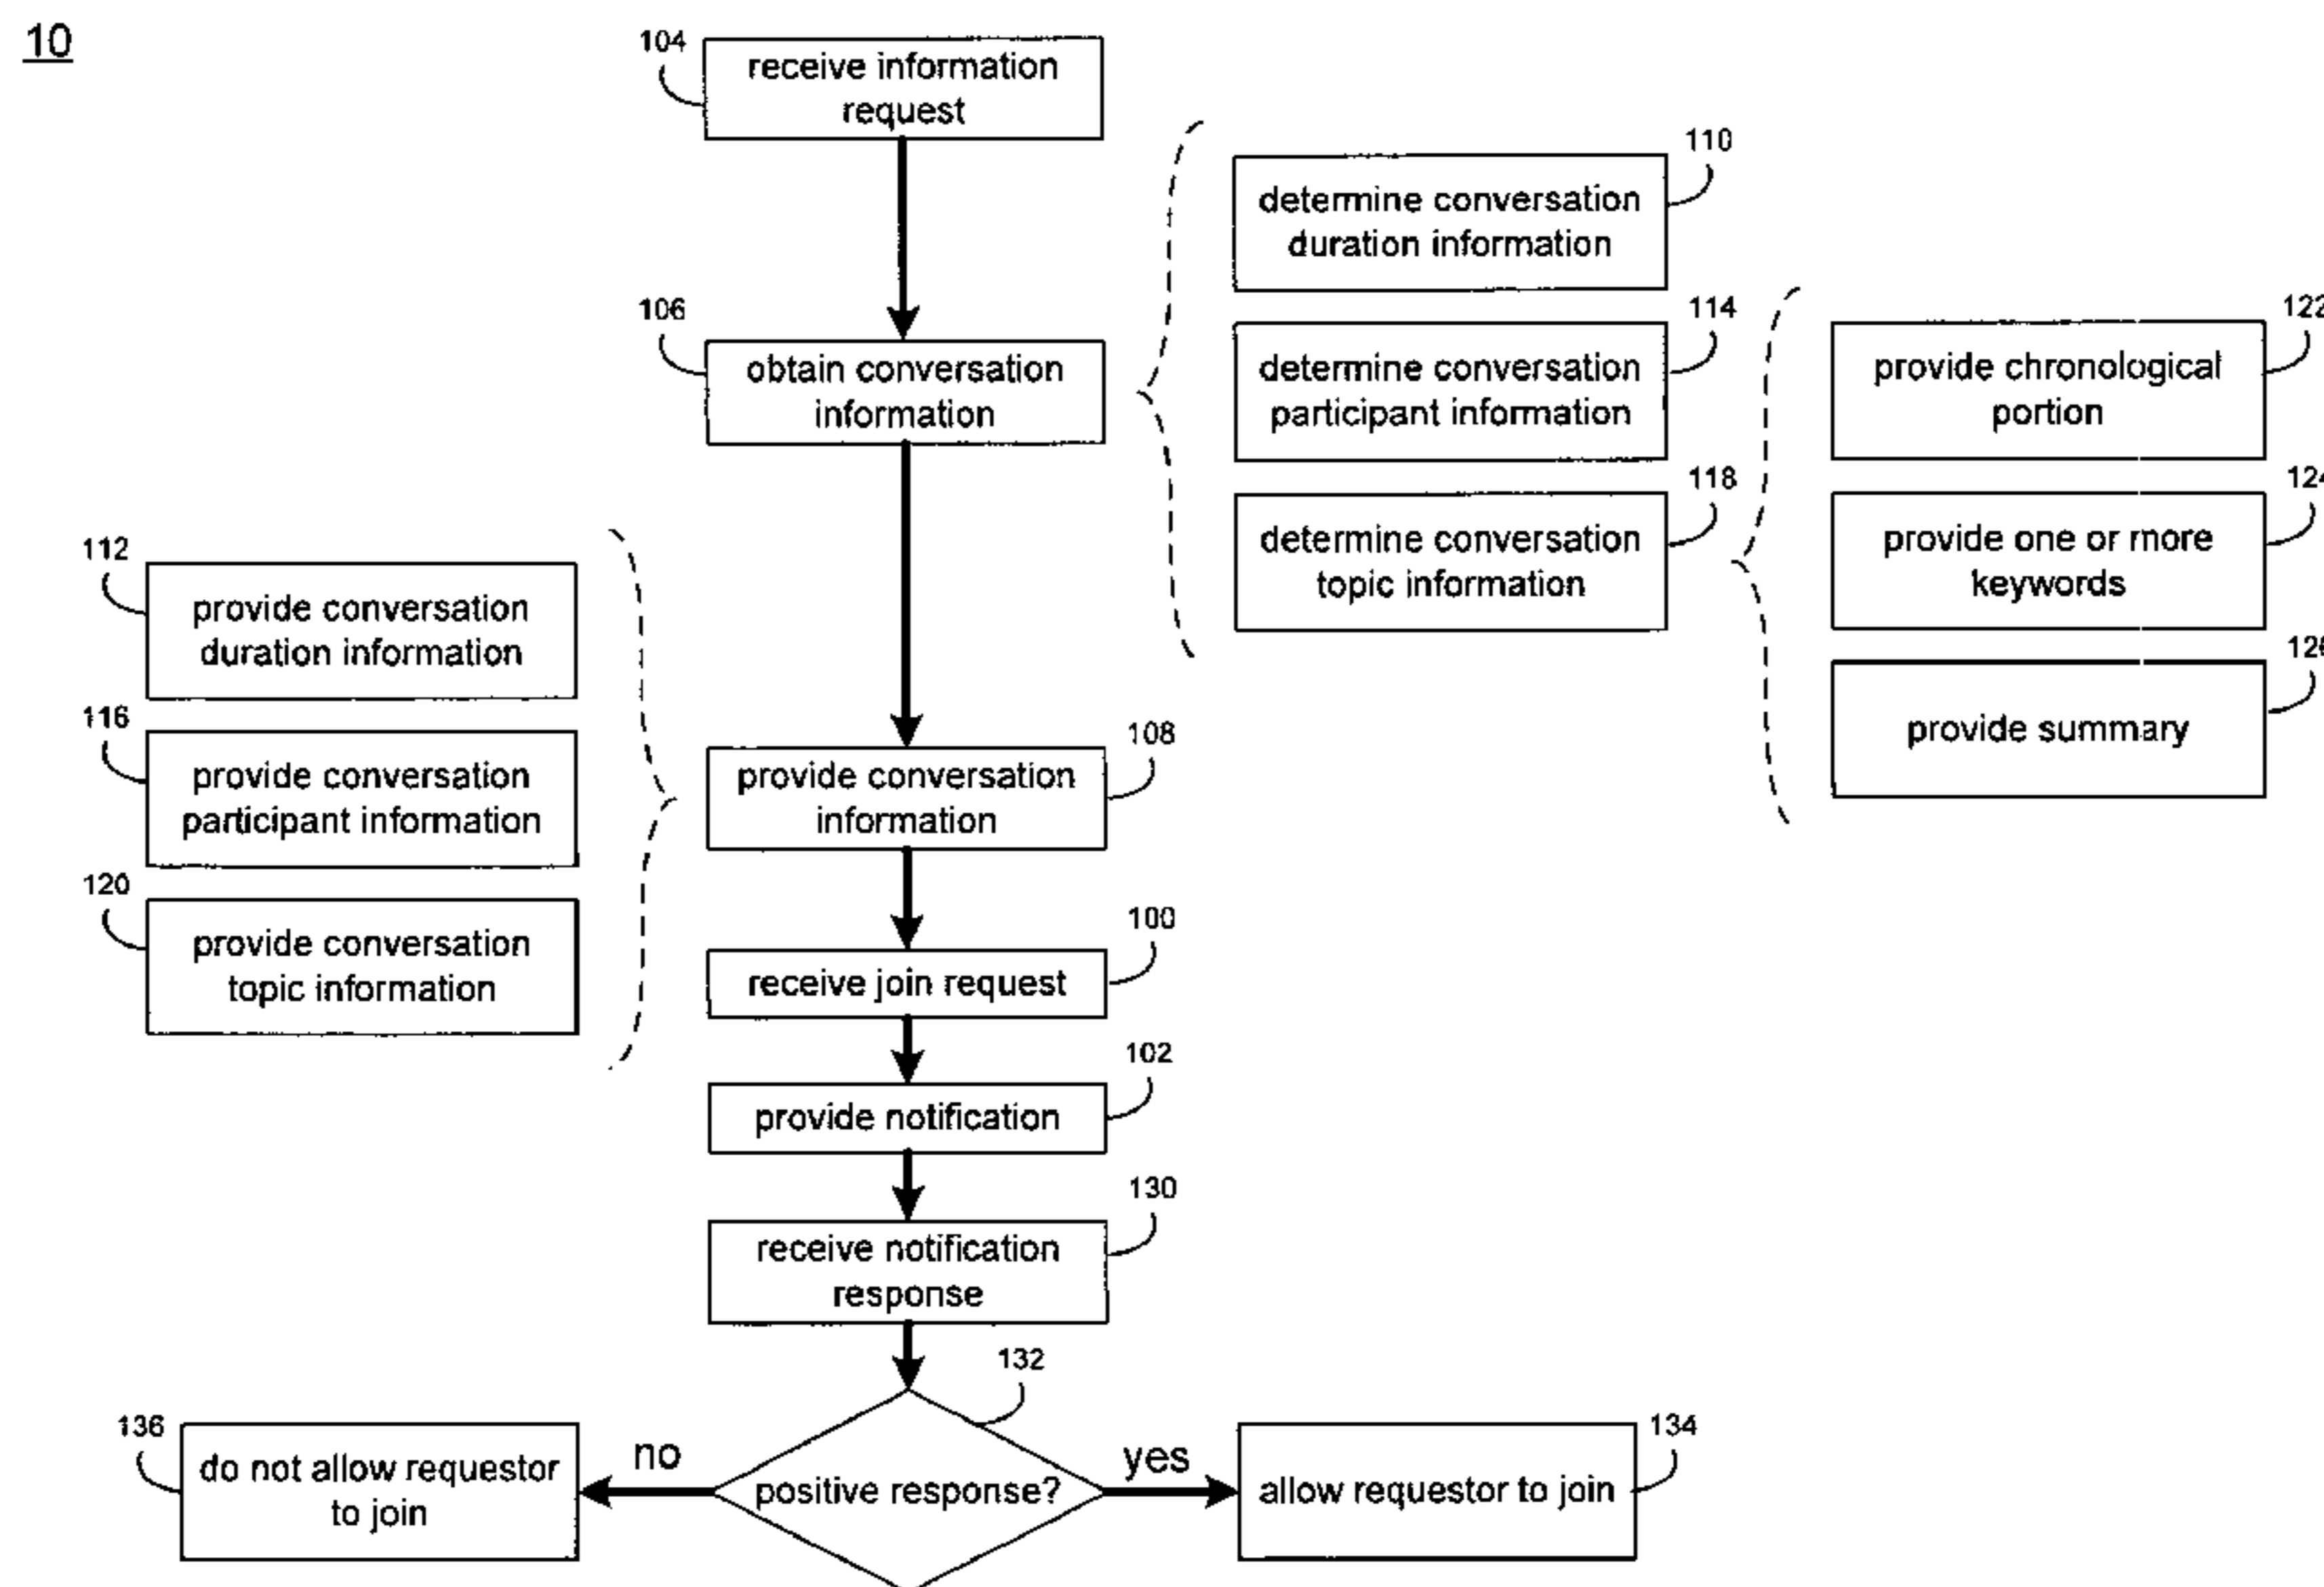 10
104
receive information
request
110
determine conversation
duration information
106
obtain conversation
information
114
determine conversation
participant information
122
provide chronological
portion
118
determine conversation
topic information
124
provide one or more
keywords
112
provide conversation
duration information
126
provide summary
116
provide conversation
participant information
108
provide conversation
information
120
provide conversation
topic information
100
receive join request
102
provide notification
130
receive notification
response
132
positive response?
no
yes
136
do not allow requestor
to join
134
allow requestor to join